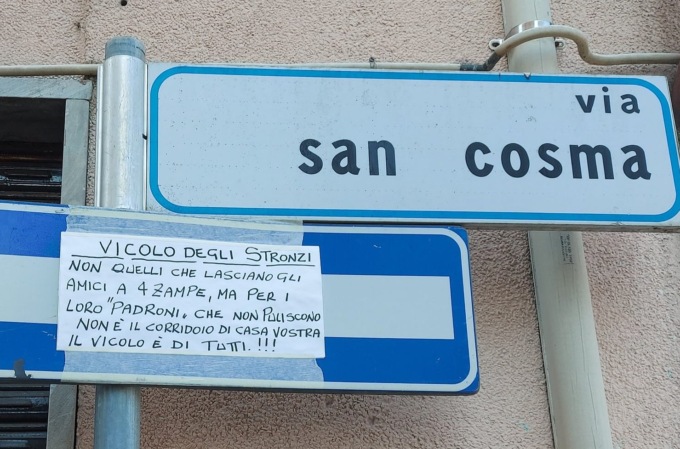 via
san cosma
VICOLO DEGLI STRONZI
NON QUELLI CHE LASCIANO GLI
AMICI A 4 ZAMPE, MA PER I
LORO "PADRONI" CHE NON PULISCONO
NON È IL CORRIDOIO DI CASA VOSTRA
IL VICOLO È DI TUTTI. !!!